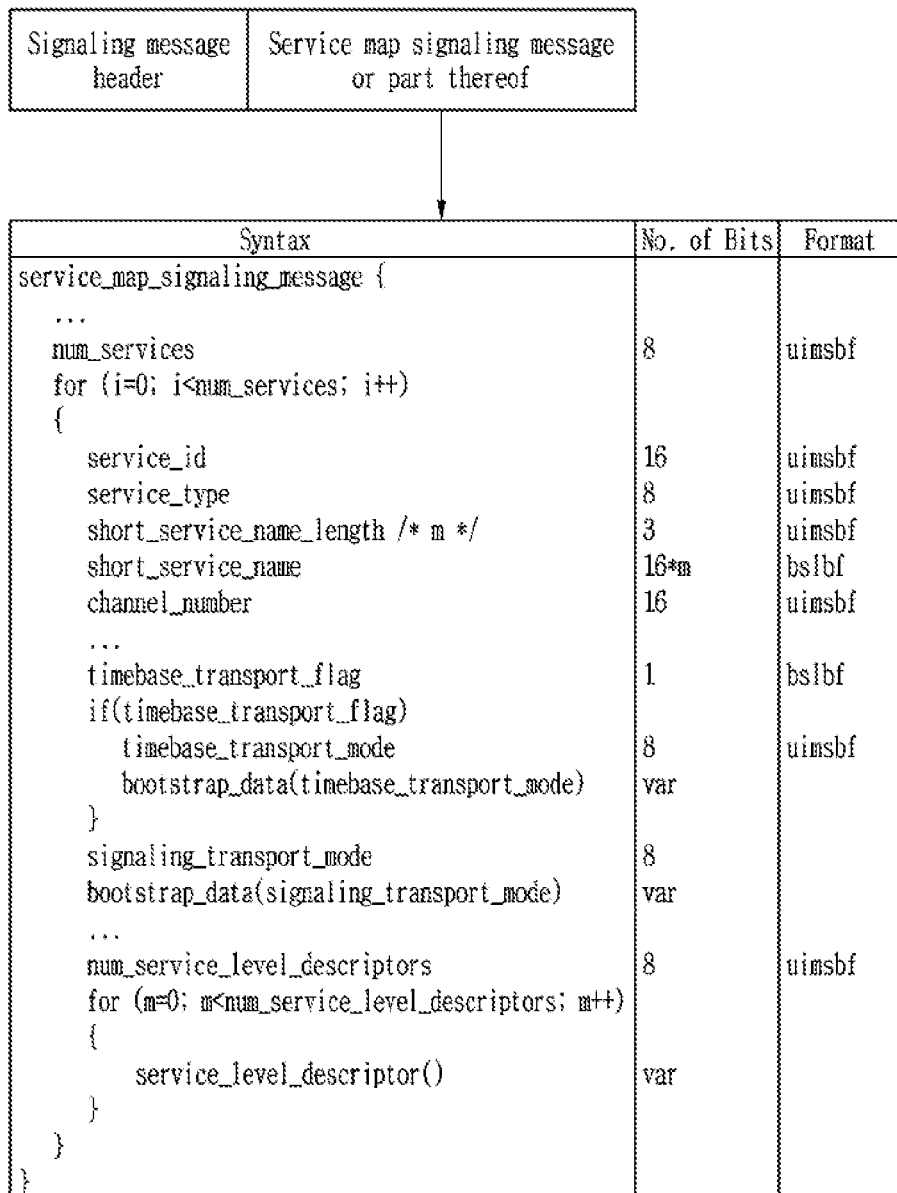 Signaling message header
Service map signaling message or part thereof
Syntax No. of Bits Format
service_map_signaling_message {
...
num_services 8 uimsbf
for (i=0; i<num_services; i++)
{
service_id 16 uimsbf
service_type 8 uimsbf
short_service_name_length /* m */ 3 uimsbf
short_service_name 16*m bslbf
channel_number 16 uimsbf
...
timebase_transport_flag 1 bslbf
if(timebase_transport_flag)
timebase_transport_mode 8 uimsbf
bootstrap_data(timebase_transport_mode) var
}
signaling_transport_mode 8
bootstrap_data(signaling_transport_mode) var
...
num_service_level_descriptors 8 uimsbf
for (m=0; m<num_service_level_descriptors; m++)
{
service_level_descriptor() var
}
}
}